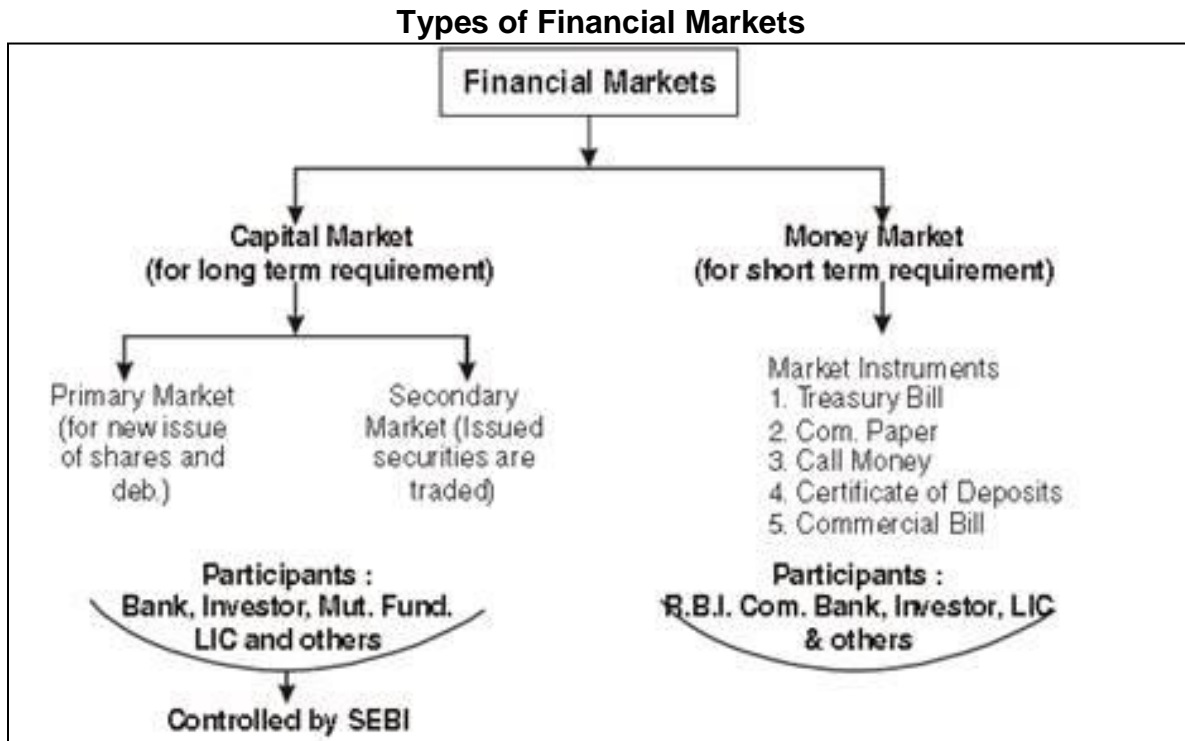 Types of Financial Markets
Financial Markets
Capital Market
(for long term requirement)
Primary Market
(for new issue
of shares and
deb.)
Secondary
Market (Issued
securities are
traded)
Participants :
Bank, Investor, Mut. Fund.
LIC and others
Controlled by SEBI
Money Market
(for short term requirement)
Market Instruments
1. Treasury Bill
2. Com. Paper
3. Call Money
4. Certificate of Deposits
5. Commercial Bill
Participants :
R.B.I. Com. Bank, Investor, LIC
& others